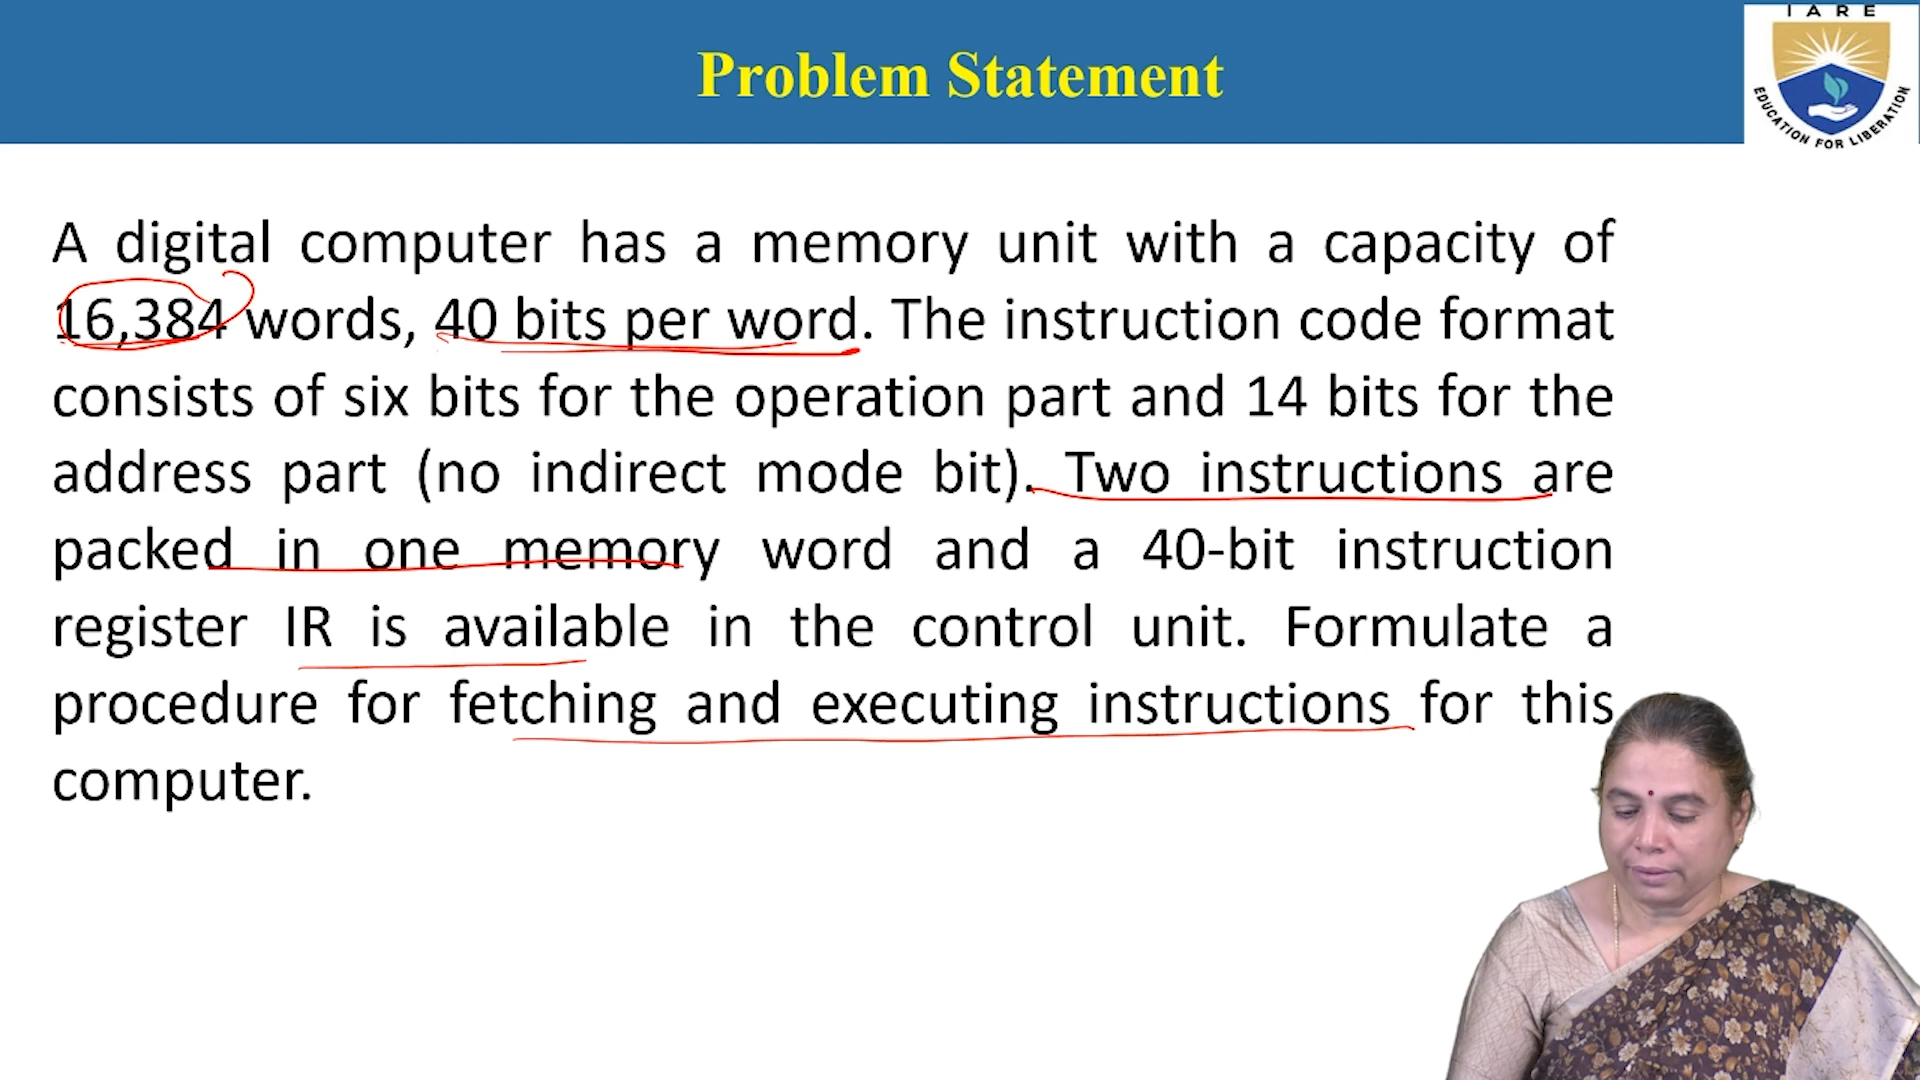 Problem Statement
IARE
EDUCATION FOR LIBERATION
A digital computer has a memory unit with a capacity of
16,384 words, 40 bits per word. The instruction code format
consists of six bits for the operation part and 14 bits for the
address part (no indirect mode bit). Two instructions are
packed in one memory word and a 40-bit instruction
register IR is available in the control unit. Formulate a
procedure for fetching and executing instructions for this
computer.